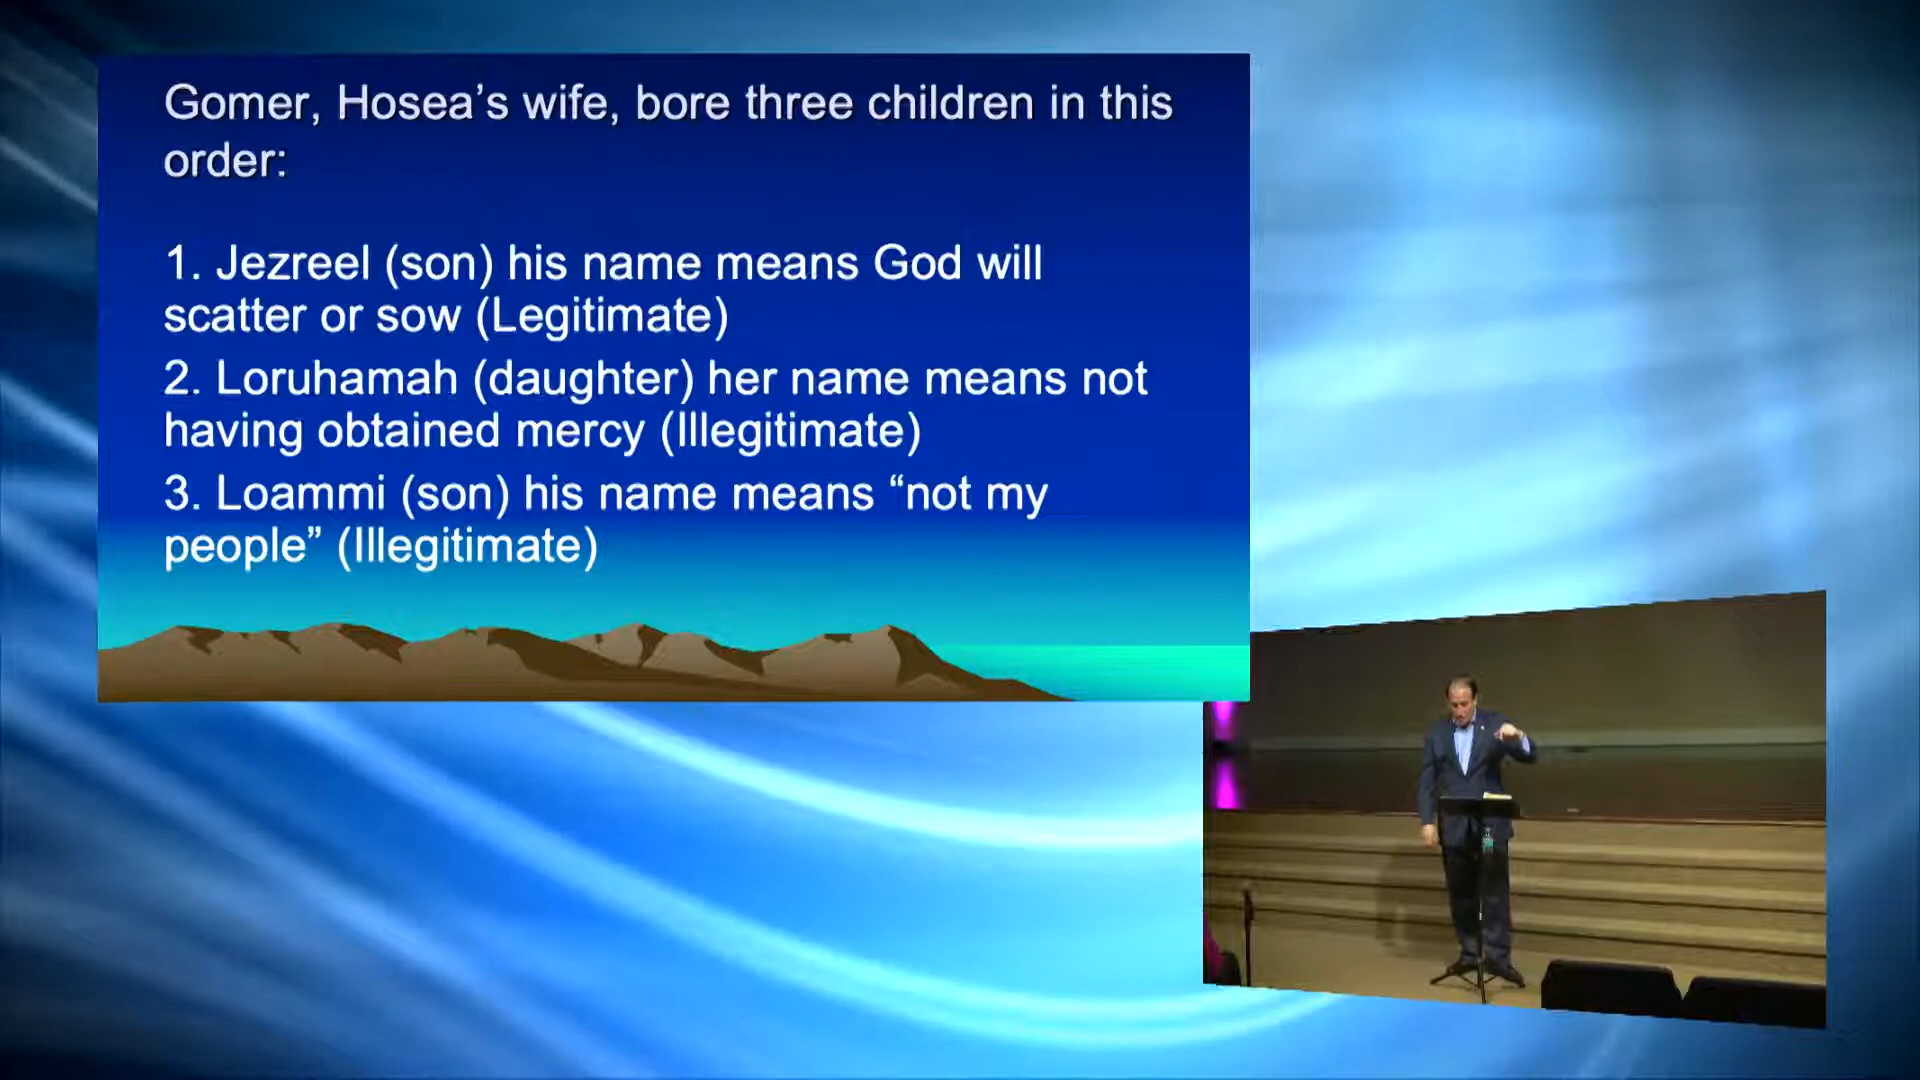 Gomer, Hosea’s wife, bore three children in this
order:
1. Jezreel (son) his name means God will
scatter or sow (Legitimate)
2. Loruhamah (daughter) her name means not
having obtained mercy (Illegitimate)
3. Loammi (son) his name means “not my
people” (Illegitimate)